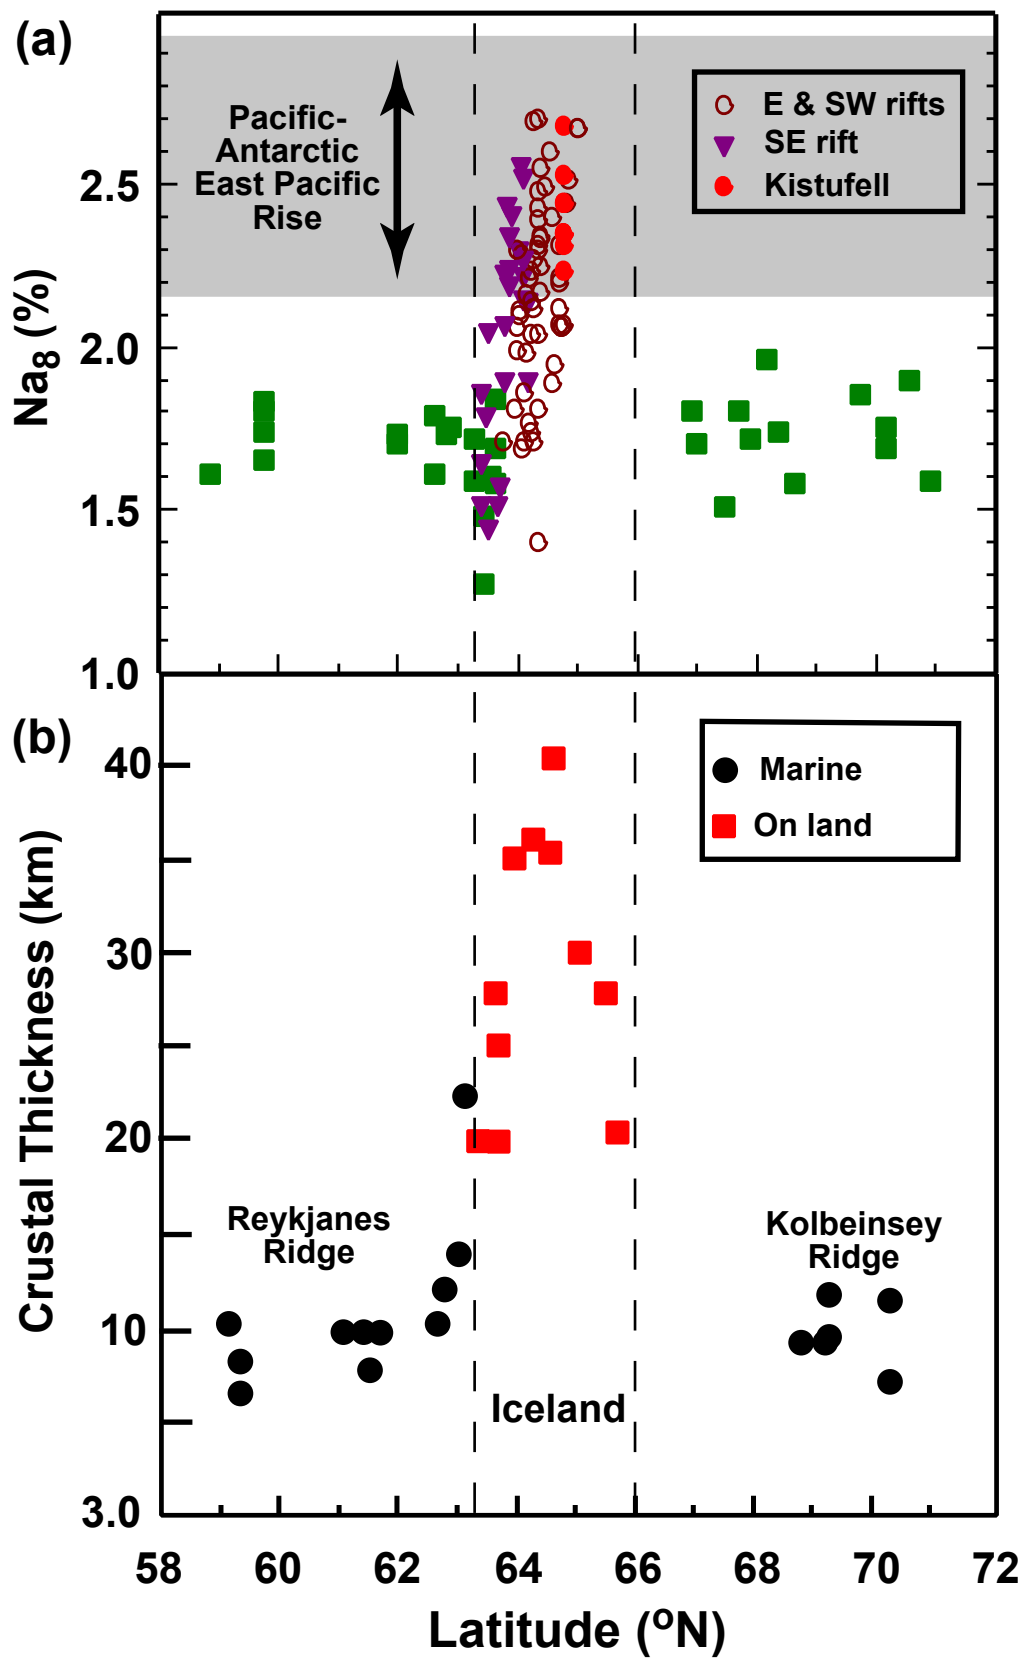 (a)
Pacific-
Antarctic
East Pacific
Rise
E & SW rifts
SE rift
Kistufell
2.5
2.0
1.5
1.0
Na8 (%)
(b)
40
30
20
10
3.0
Crustal Thickness (km)
Marine
On land
Reykjanes
Ridge
Kolbeinsey
Ridge
Iceland
58 60 62 64 66 68 70 72
Latitude (oN)